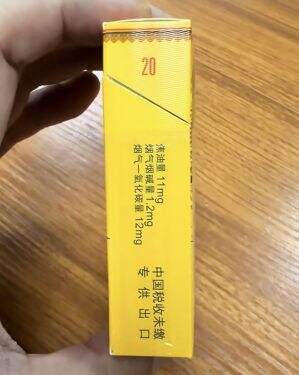 20
焦油量 11mg
烟气烟碱量 1.2mg
烟气一氧化碳量 12mg
中国税收未缴
专供出口